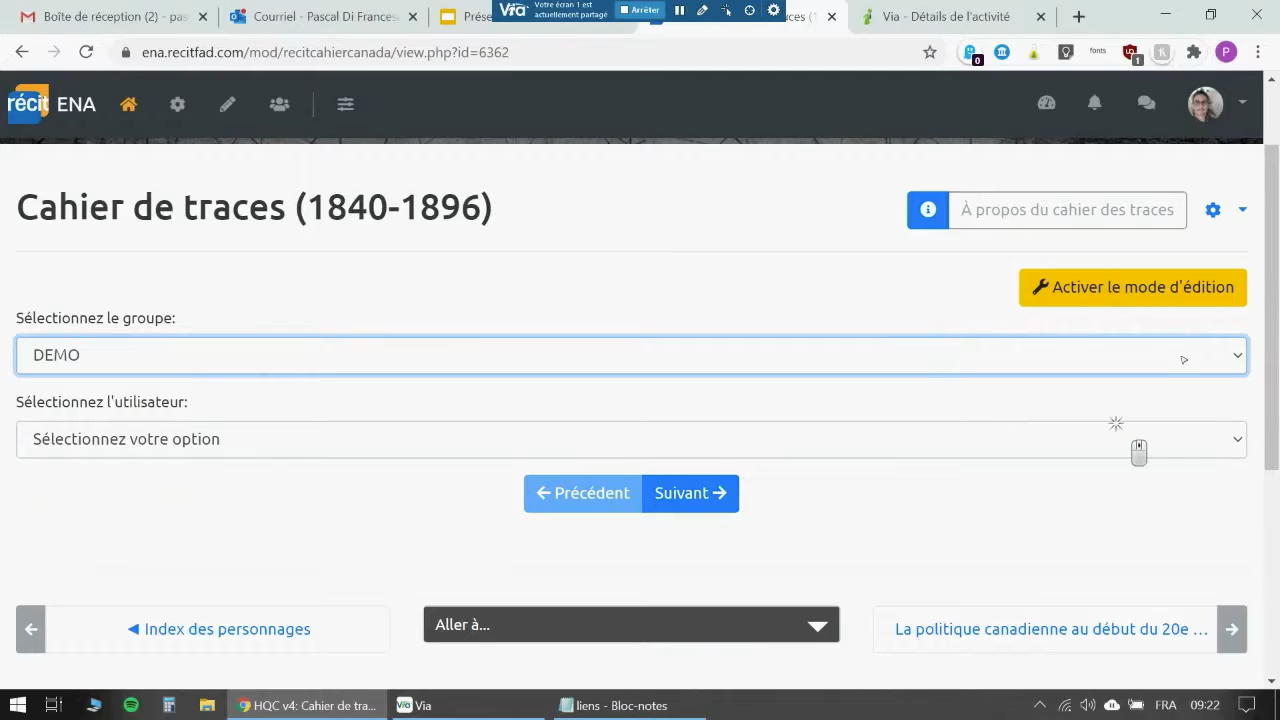 Boîte de réception (2) - pas
Courriel - Pascal Di Frances
Prése
Via
Votre écran 1 est
actuellement partagé
Arrêter
ces (1
Via - Détails de l'activité
ena.recitfad.com/mod/recitcahiercanada/view.php?id=6362
fonts
0
1
P
récit ENA
Cahier de traces (1840-1896)
À propos du cahier des traces
Activer le mode d'édition
Sélectionnez le groupe:
DEMO
Sélectionnez l'utilisateur:
Sélectionnez votre option
Précédent
Suivant
◄ Index des personnages
Aller à...
La politique canadienne au début du 20e ...
HQC v4: Cahier de tra...
Via
liens - Bloc-notes
FRA
09:22